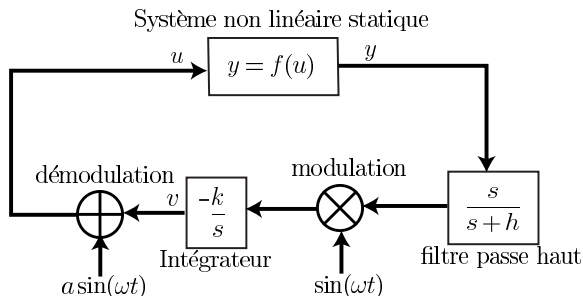 Système non linéaire statique
u
y = f(u)
y
démodulation
modulation
v
-k
s
s
s + h
Intégrateur
filtre passe haut
a sin(ωt)
sin(ωt)